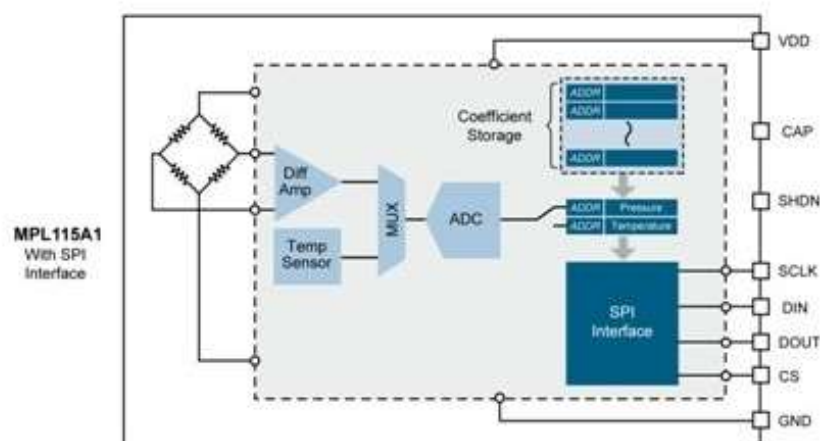 MPL115A1
With SPI
Interface
Diff
Amp
Temp
Sensor
MUX
ADC
Coefficient
Storage
ADDR
ADDR
ADDR
ADDR Pressure
ADDR Temperature
SPI
Interface
VDD
CAP
SHDN
SCLK
DIN
DOUT
CS
GND